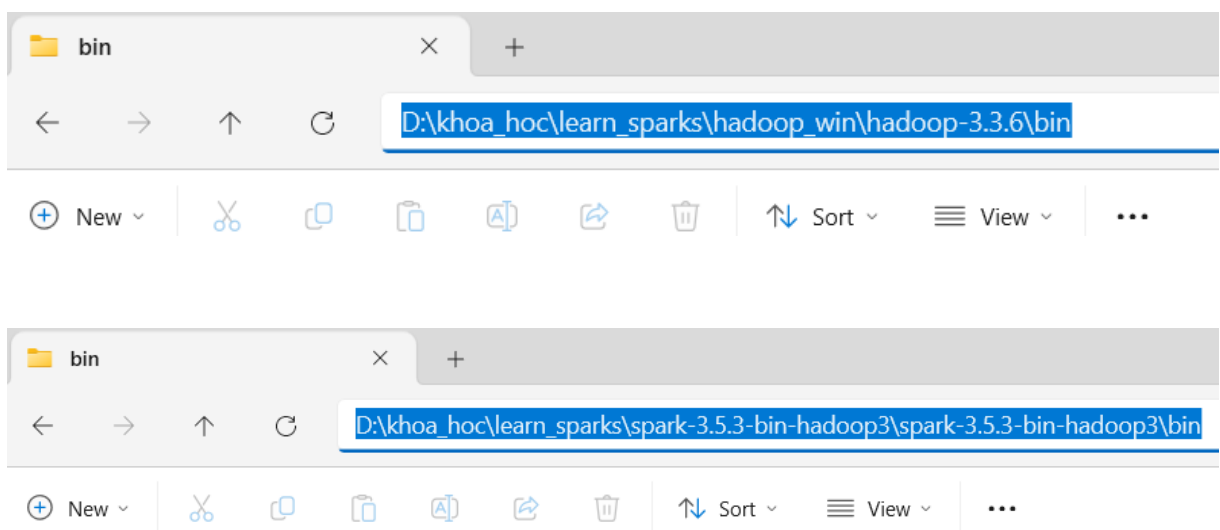 bin
D:\khoa_hoc\learn_sparks\hadoop_win\hadoop-3.3.6\bin
New Sort View
bin
D:\khoa_hoc\learn_sparks\spark-3.5.3-bin-hadoop3\spark-3.5.3-bin-hadoop3\bin
New Sort View